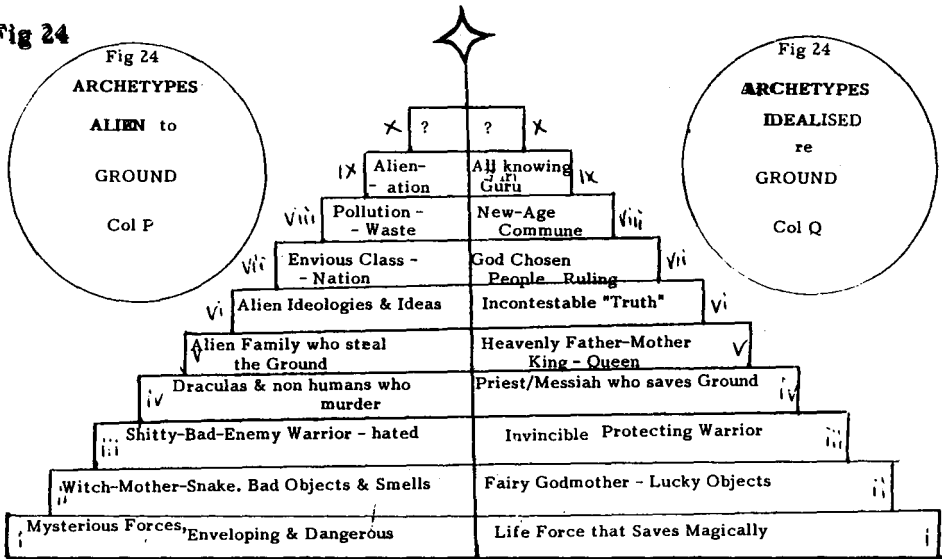 Fig 24
Fig 24
ARCHETYPES
ALIEN to
GROUND
Col P
Fig 24
ARCHETYPES
IDEALISED
re
GROUND
Col Q
x ? ? x
ix Alien- All knowing ix
- ation Guru
viii Pollution - New-Age viii
- Waste Commune
vii Envious Class - God Chosen vii
- Nation People Ruling
vi Alien Ideologies & Ideas Incontestable "Truth" vi
v Alien Family who steal Heavenly Father-Mother v
the Ground King - Queen
iv Draculas & non humans who Priest/Messiah who saves Ground iv
murder
iii Shitty-Bad-Enemy Warrior - hated Invincible Protecting Warrior iii
ii Witch-Mother-Snake. Bad Objects & Smells Fairy Godmother - Lucky Objects ii
i Mysterious Forces, Enveloping & Dangerous Life Force that Saves Magically i